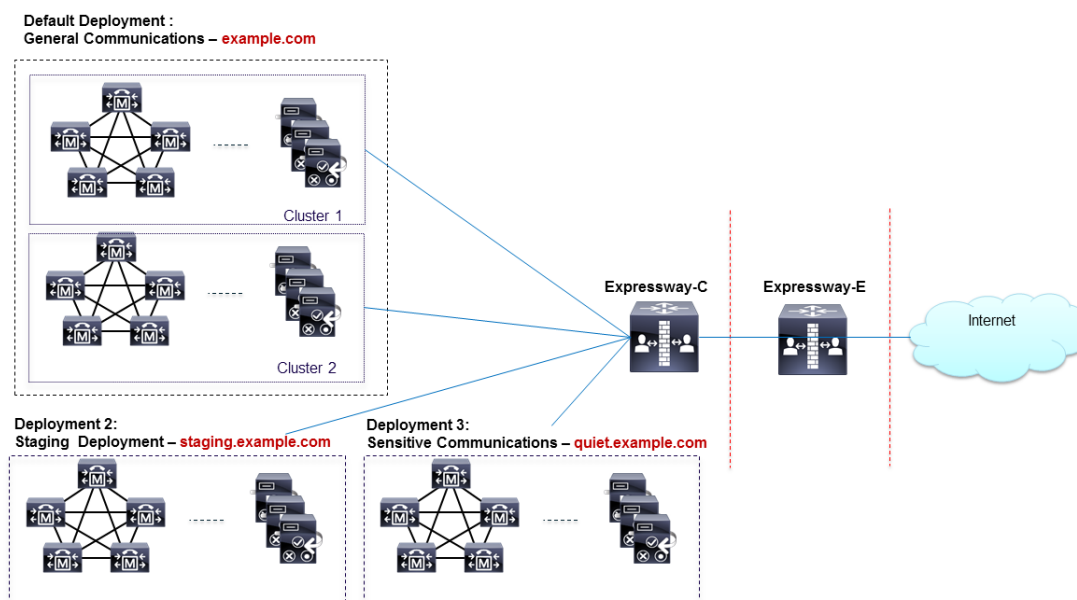 Default Deployment :
General Communications – example.com
M
M
M
M
M
Cluster 1
M
M
M
M
M
Cluster 2
Expressway-C
Expressway-E
Internet
Deployment 2:
Staging Deployment – staging.example.com
Deployment 3:
Sensitive Communications – quiet.example.com
M
M
M
M
M
M
M
M
M
M